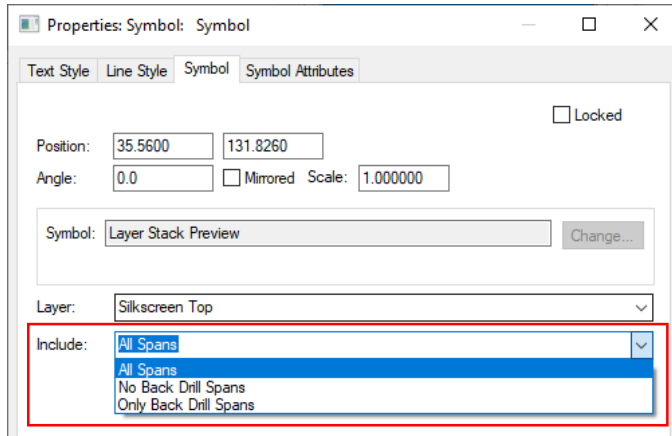 Properties: Symbol: Symbol
Text Style Line Style Symbol Symbol Attributes
Locked
Position: 35.5600 131.8260
Angle: 0.0 Mirrored Scale: 1.000000
Symbol: Layer Stack Preview Change...
Layer: Silkscreen Top
Include: All Spans
All Spans
No Back Drill Spans
Only Back Drill Spans